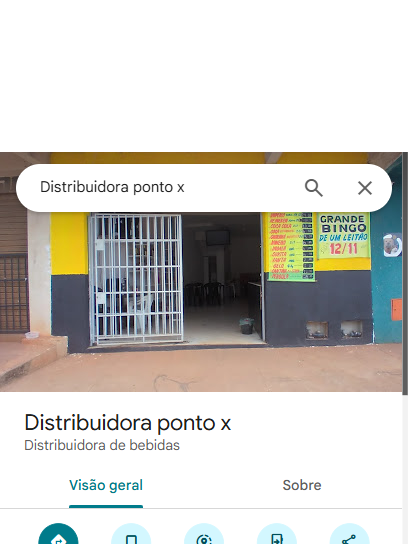 Distribuidora ponto x
GRANDE
BINGO
DE UM LEITÃO
12/11
Distribuidora ponto x
Distribuidora de bebidas
Visão geral
Sobre